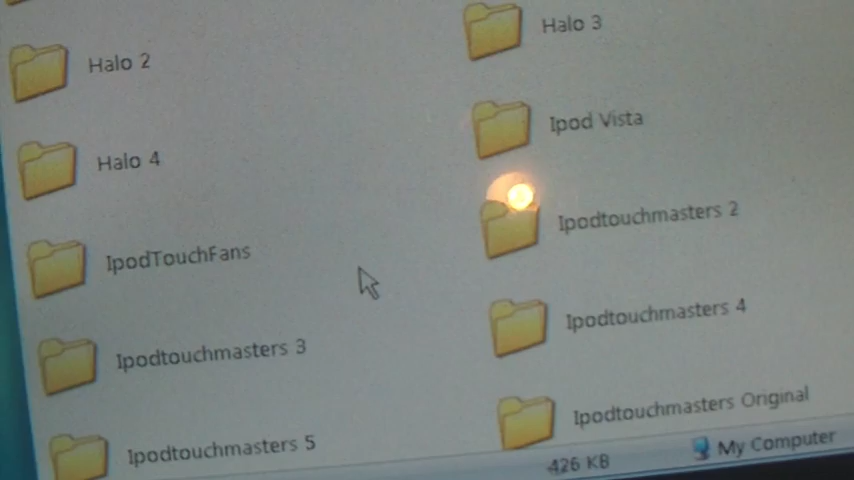 Halo 2
Halo 3
Halo 4
Ipod Vista
IpodTouchFans
Ipodtouchmasters 2
Ipodtouchmasters 3
Ipodtouchmasters 4
Ipodtouchmasters 5
Ipodtouchmasters Original
426 KB
My Computer